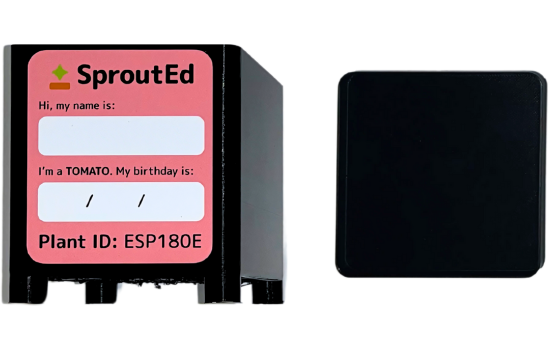 SproutEd
Hi, my name is:
I'm a TOMATO. My birthday is:
/ /
Plant ID: ESP180E